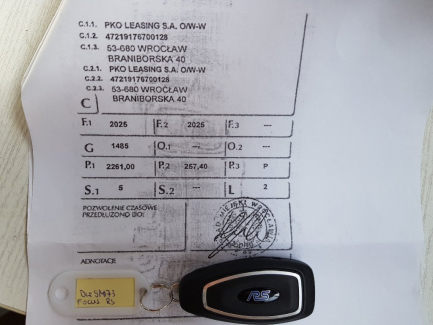 C.1.1. PKO LEASING S.A. O/W-W
C.1.2. 47219176700128
C.1.3. 53-680 WROCŁAW
BRANIBORSKA 40
C.2.1. PKO LEASING S.A. O/W-W
C.2.2. 47219176700128
C.2.3. 53-680 WROCŁAW
BRANIBORSKA 40
C
F.1 2025 F.2 2025 F.3 ---
G 1485 O.1 --- O.2 ---
P.1 2261,00 P.2 257,40 P.3 P
S.1 5 S.2 --- L 2
POZWOLENIE CZASOWE
PRZEDŁUŻONO DO:
ADNOTACJE
FOCUS RS
RS